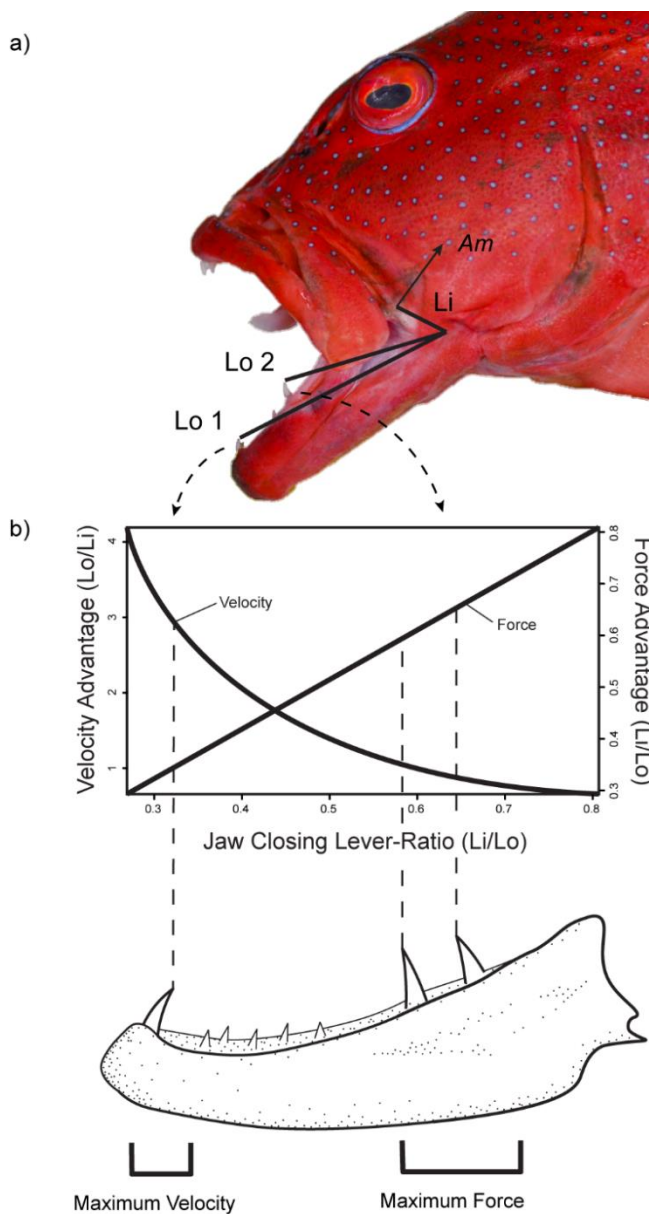 a)
Am
Li
Lo 2
Lo 1
b)
Velocity Advantage (Lo/Li)
4
3
2
1
Velocity
Force
0.8
0.7
0.6
0.5
0.4
0.3
Force Advantage (Li/Lo)
0.3 0.4 0.5 0.6 0.7 0.8
Jaw Closing Lever-Ratio (Li/Lo)
Maximum Velocity
Maximum Force